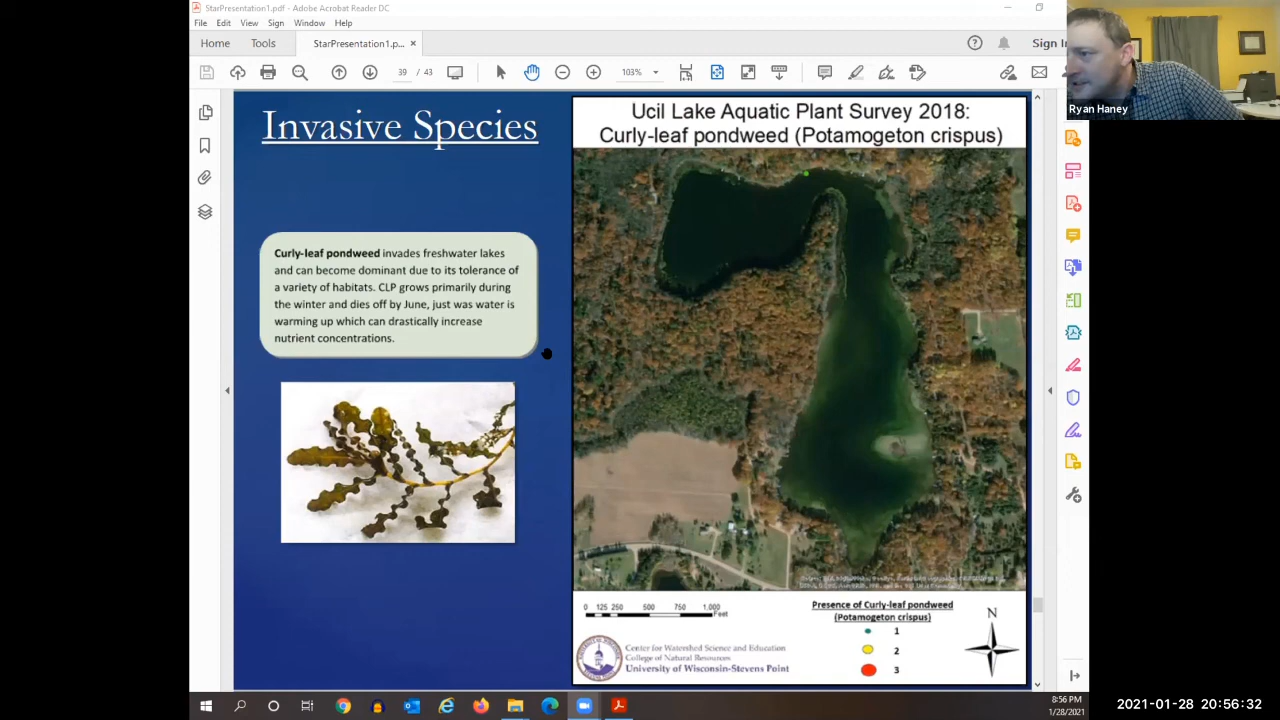 StarPresentation1.pdf - Adobe Acrobat Reader DC
File Edit View Sign Window Help
Home Tools StarPresentation1.p... × Sign In
39 / 43 103%
Ryan Haney
Invasive Species
Curly-leaf pondweed invades freshwater lakes
and can become dominant due to its tolerance of
a variety of habitats. CLP grows primarily during
the winter and dies off by June, just was water is
warming up which can drastically increase
nutrient concentrations.
Ucil Lake Aquatic Plant Survey 2018:
Curly-leaf pondweed (Potamogeton crispus)
0 125 250 500 750 1,000
Feet
Center for Watershed Science and Education
College of Natural Resources
University of Wisconsin-Stevens Point
Presence of Curly-leaf pondweed
(Potamogeton crispus)
1
2
3
N
8:56 PM
1/28/2021
2021-01-28 20:56:32